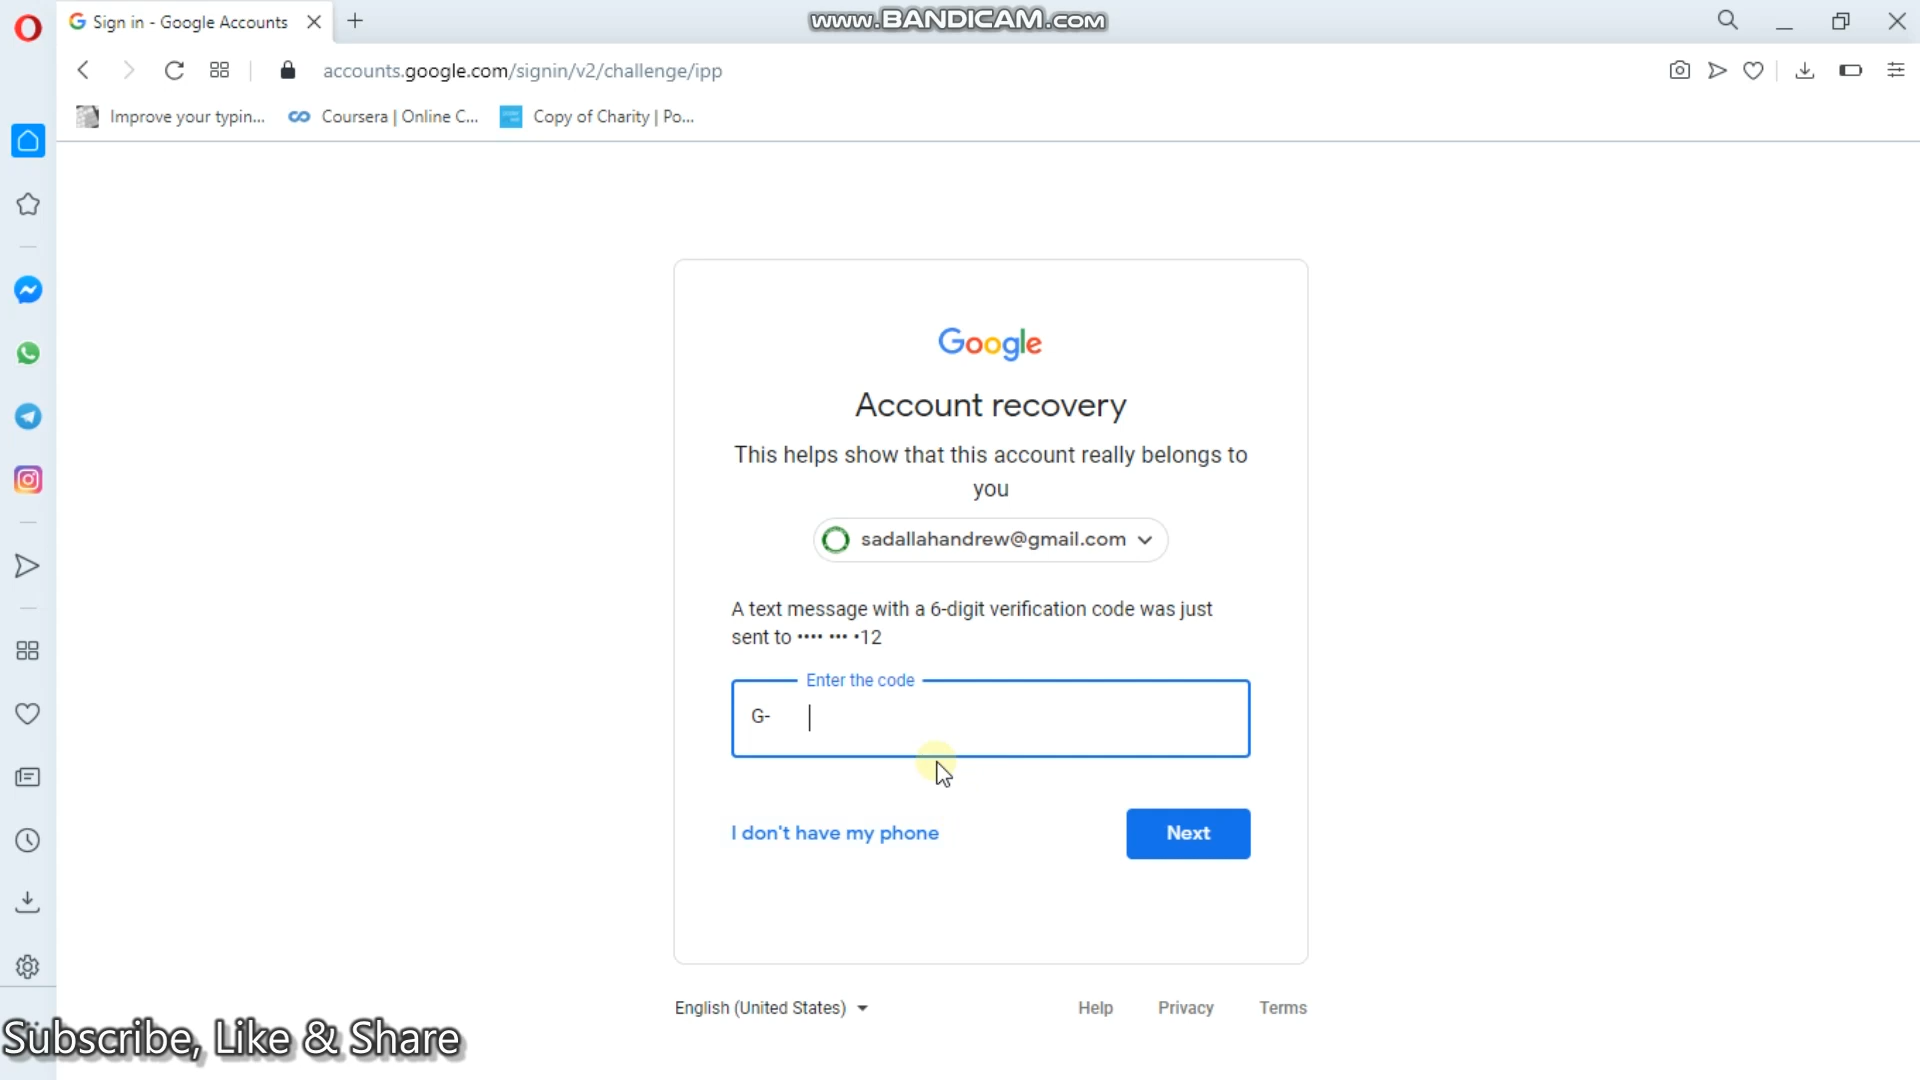 Sign in - Google Accounts
www.BANDICAM.com
accounts.google.com/signin/v2/challenge/ipp
Improve your typin...
Coursera | Online C...
Copy of Charity | Po...
Google
Account recovery
This helps show that this account really belongs to
you
sadallahandrew@gmail.com
A text message with a 6-digit verification code was just
sent to •••• ••• •12
Enter the code
G-
I don't have my phone
Next
English (United States)
Help
Privacy
Terms
Subscribe, Like & Share